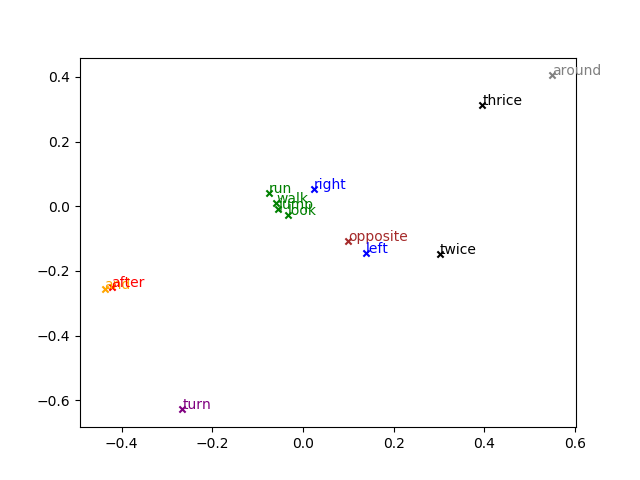 around
thrice
run
right
walk
jump
look
opposite
left
twice
and
after
turn
0.4
0.2
0.0
−0.2
−0.4
−0.6
−0.4
−0.2
0.0
0.2
0.4
0.6